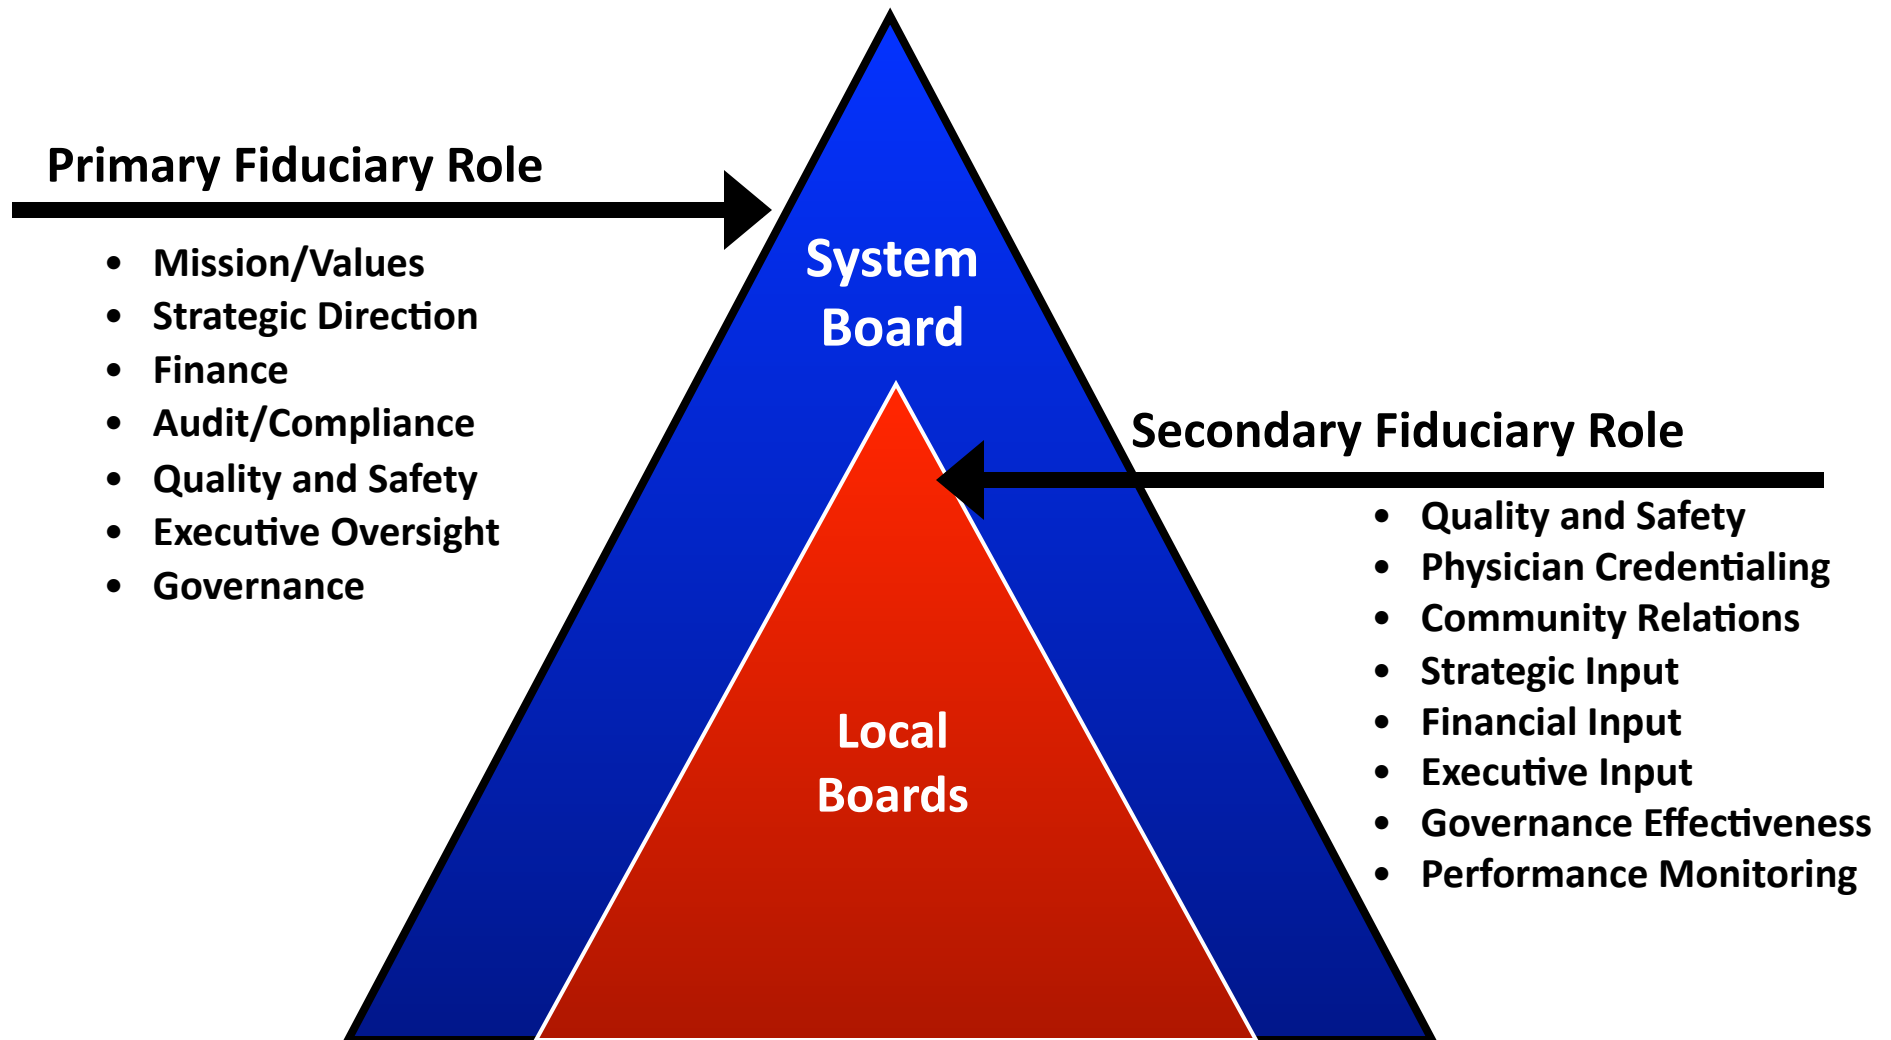 Primary Fiduciary Role
• Mission/Values
• Strategic Direction
• Finance
• Audit/Compliance
• Quality and Safety
• Executive Oversight
• Governance
System
Board
Secondary Fiduciary Role
• Quality and Safety
• Physician Credentialing
• Community Relations
• Strategic Input
• Financial Input
• Executive Input
• Governance Effectiveness
• Performance Monitoring
Local
Boards